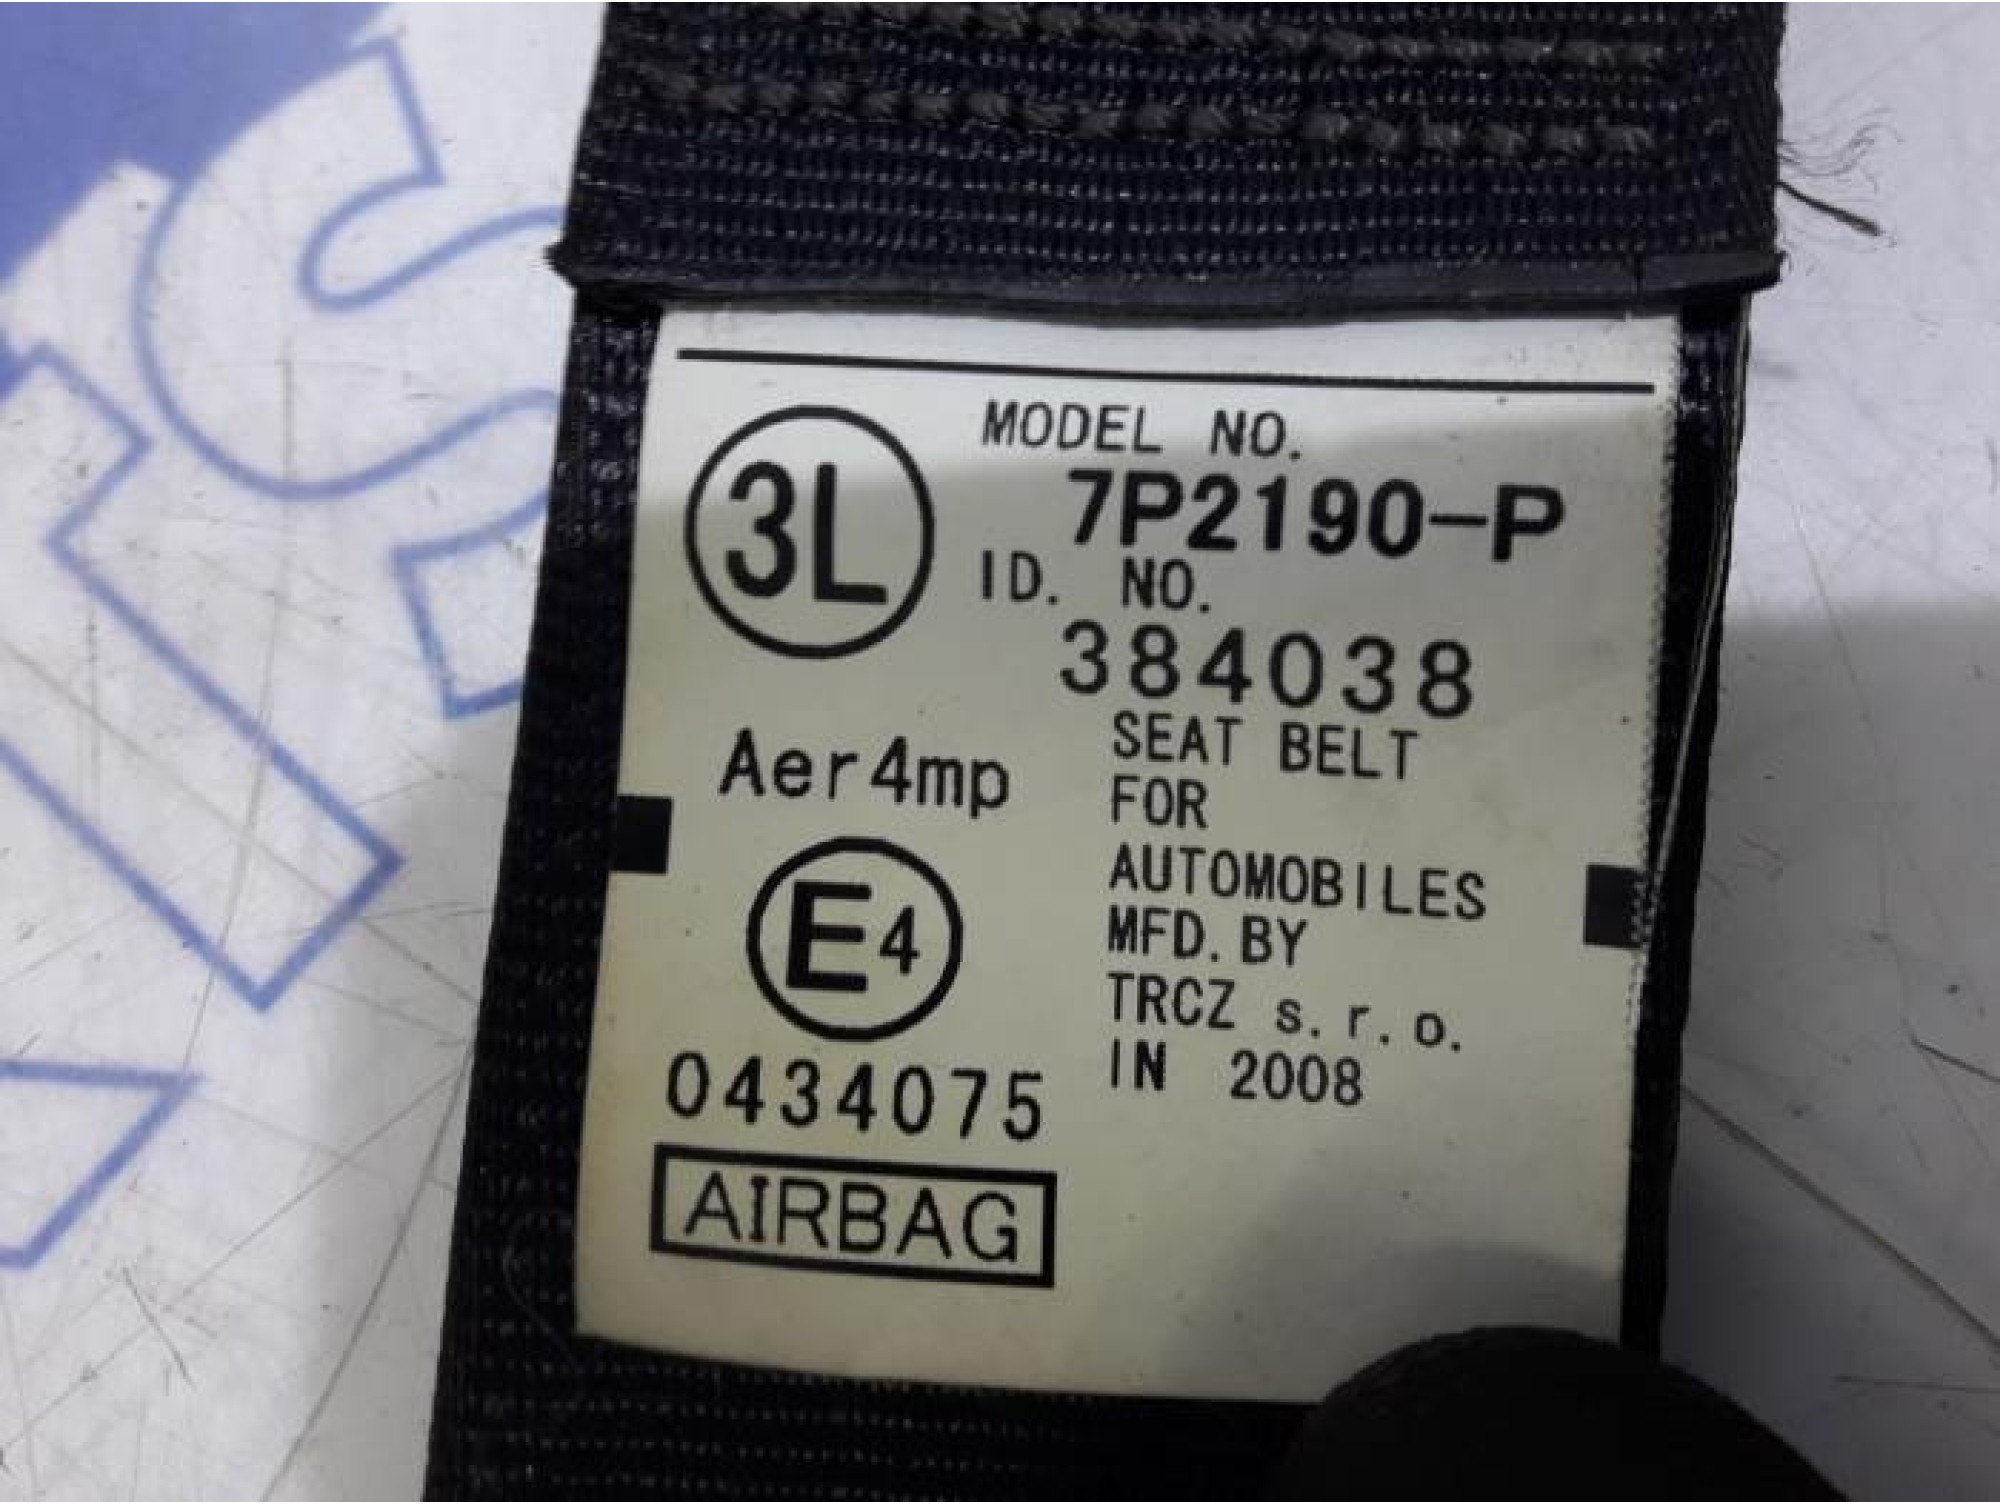 3L
MODEL NO.
7P2190-P
ID. NO.
384038
Aer4mp
SEAT BELT
FOR
AUTOMOBILES
MFD. BY
TRCZ s.r.o.
IN 2008
E4
0434075
AIRBAG